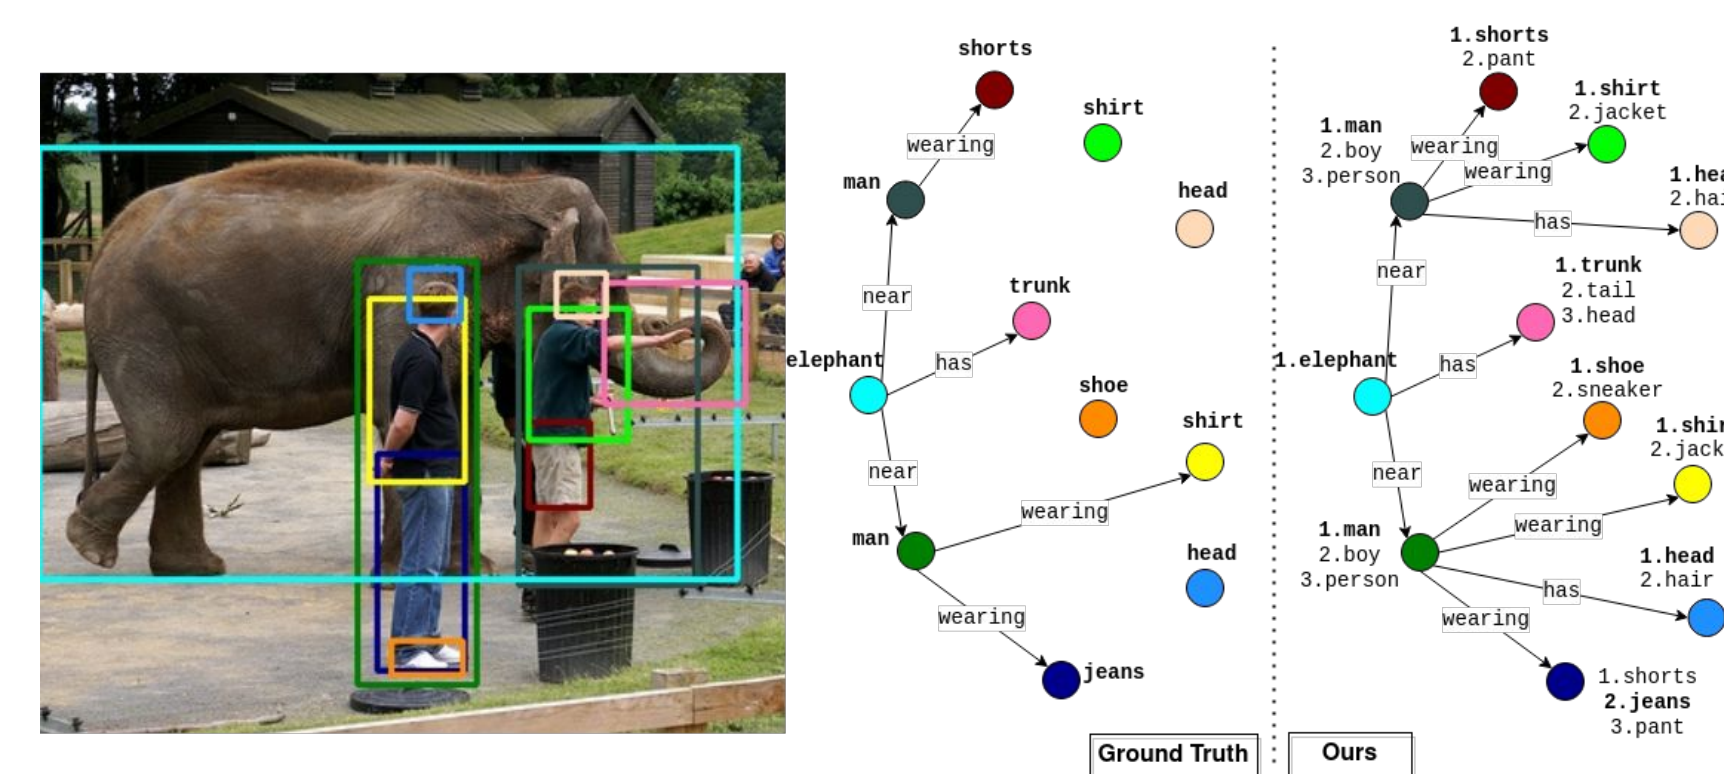 shorts
shirt
wearing
man
head
near
trunk
elephant
has
shoe
shirt
near
wearing
man
head
wearing
jeans
Ground Truth
1.shorts
2.pant
1.shirt
2.jacket
1.man
2.boy
3.person
wearing
wearing
2.
has
near
1.trunk
2.tail
3.head
1.elephant
has
1.shoe
2.sneaker
near
wearing
wearing
1.man
2.boy
3.person
1.head
2.hair
has
wearing
1.shorts
2.jeans
3.pant
Ours